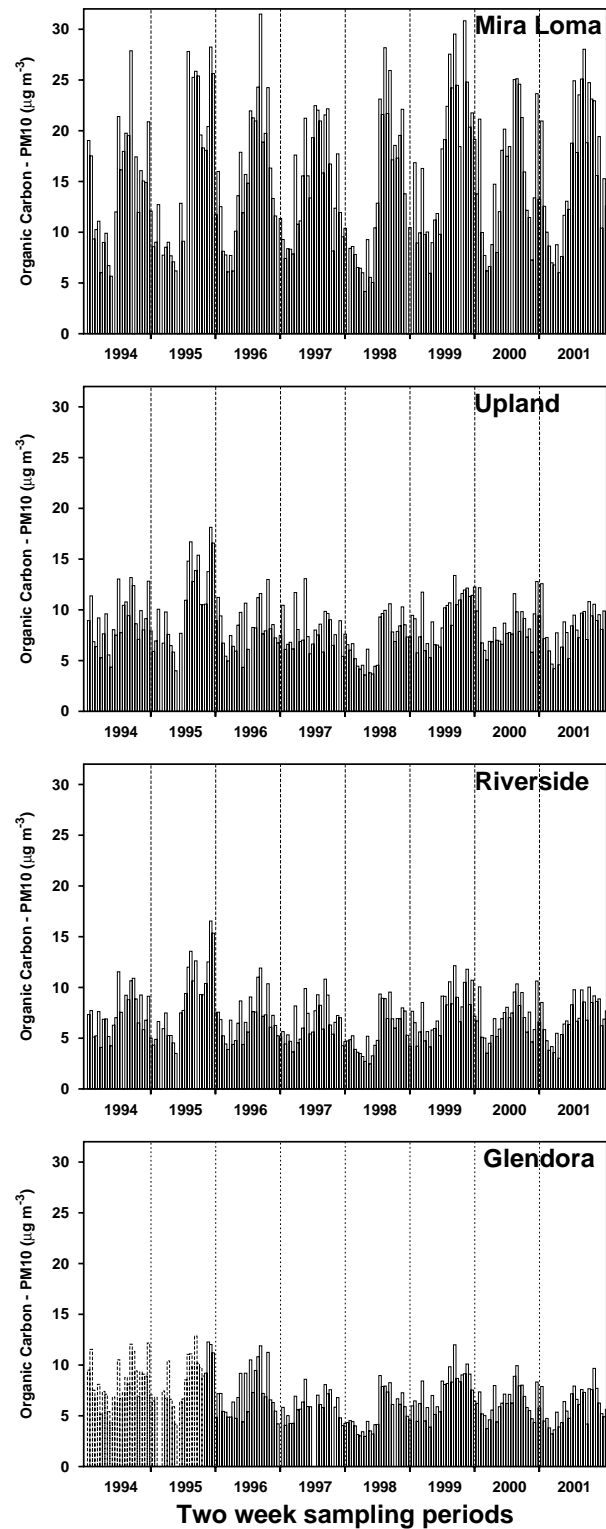 Mira Loma
Organic Carbon - PM10 (µg m-3)
30
25
20
15
10
5
0
1994 1995 1996 1997 1998 1999 2000 2001
Upland
Organic Carbon - PM10 (µg m-3)
30
25
20
15
10
5
0
1994 1995 1996 1997 1998 1999 2000 2001
Riverside
Organic Carbon - PM10 (µg m-3)
30
25
20
15
10
5
0
1994 1995 1996 1997 1998 1999 2000 2001
Glendora
Organic Carbon - PM10 (µg m-3)
30
25
20
15
10
5
0
1994 1995 1996 1997 1998 1999 2000 2001
Two week sampling periods